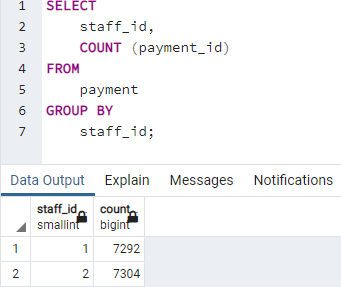 1 SELECT
2 staff_id,
3 COUNT (payment_id)
4 FROM
5 payment
6 GROUP BY
7 staff_id;
Data Output Explain Messages Notifications
staff_id count
smallint bigint
1 1 7292
2 2 7304